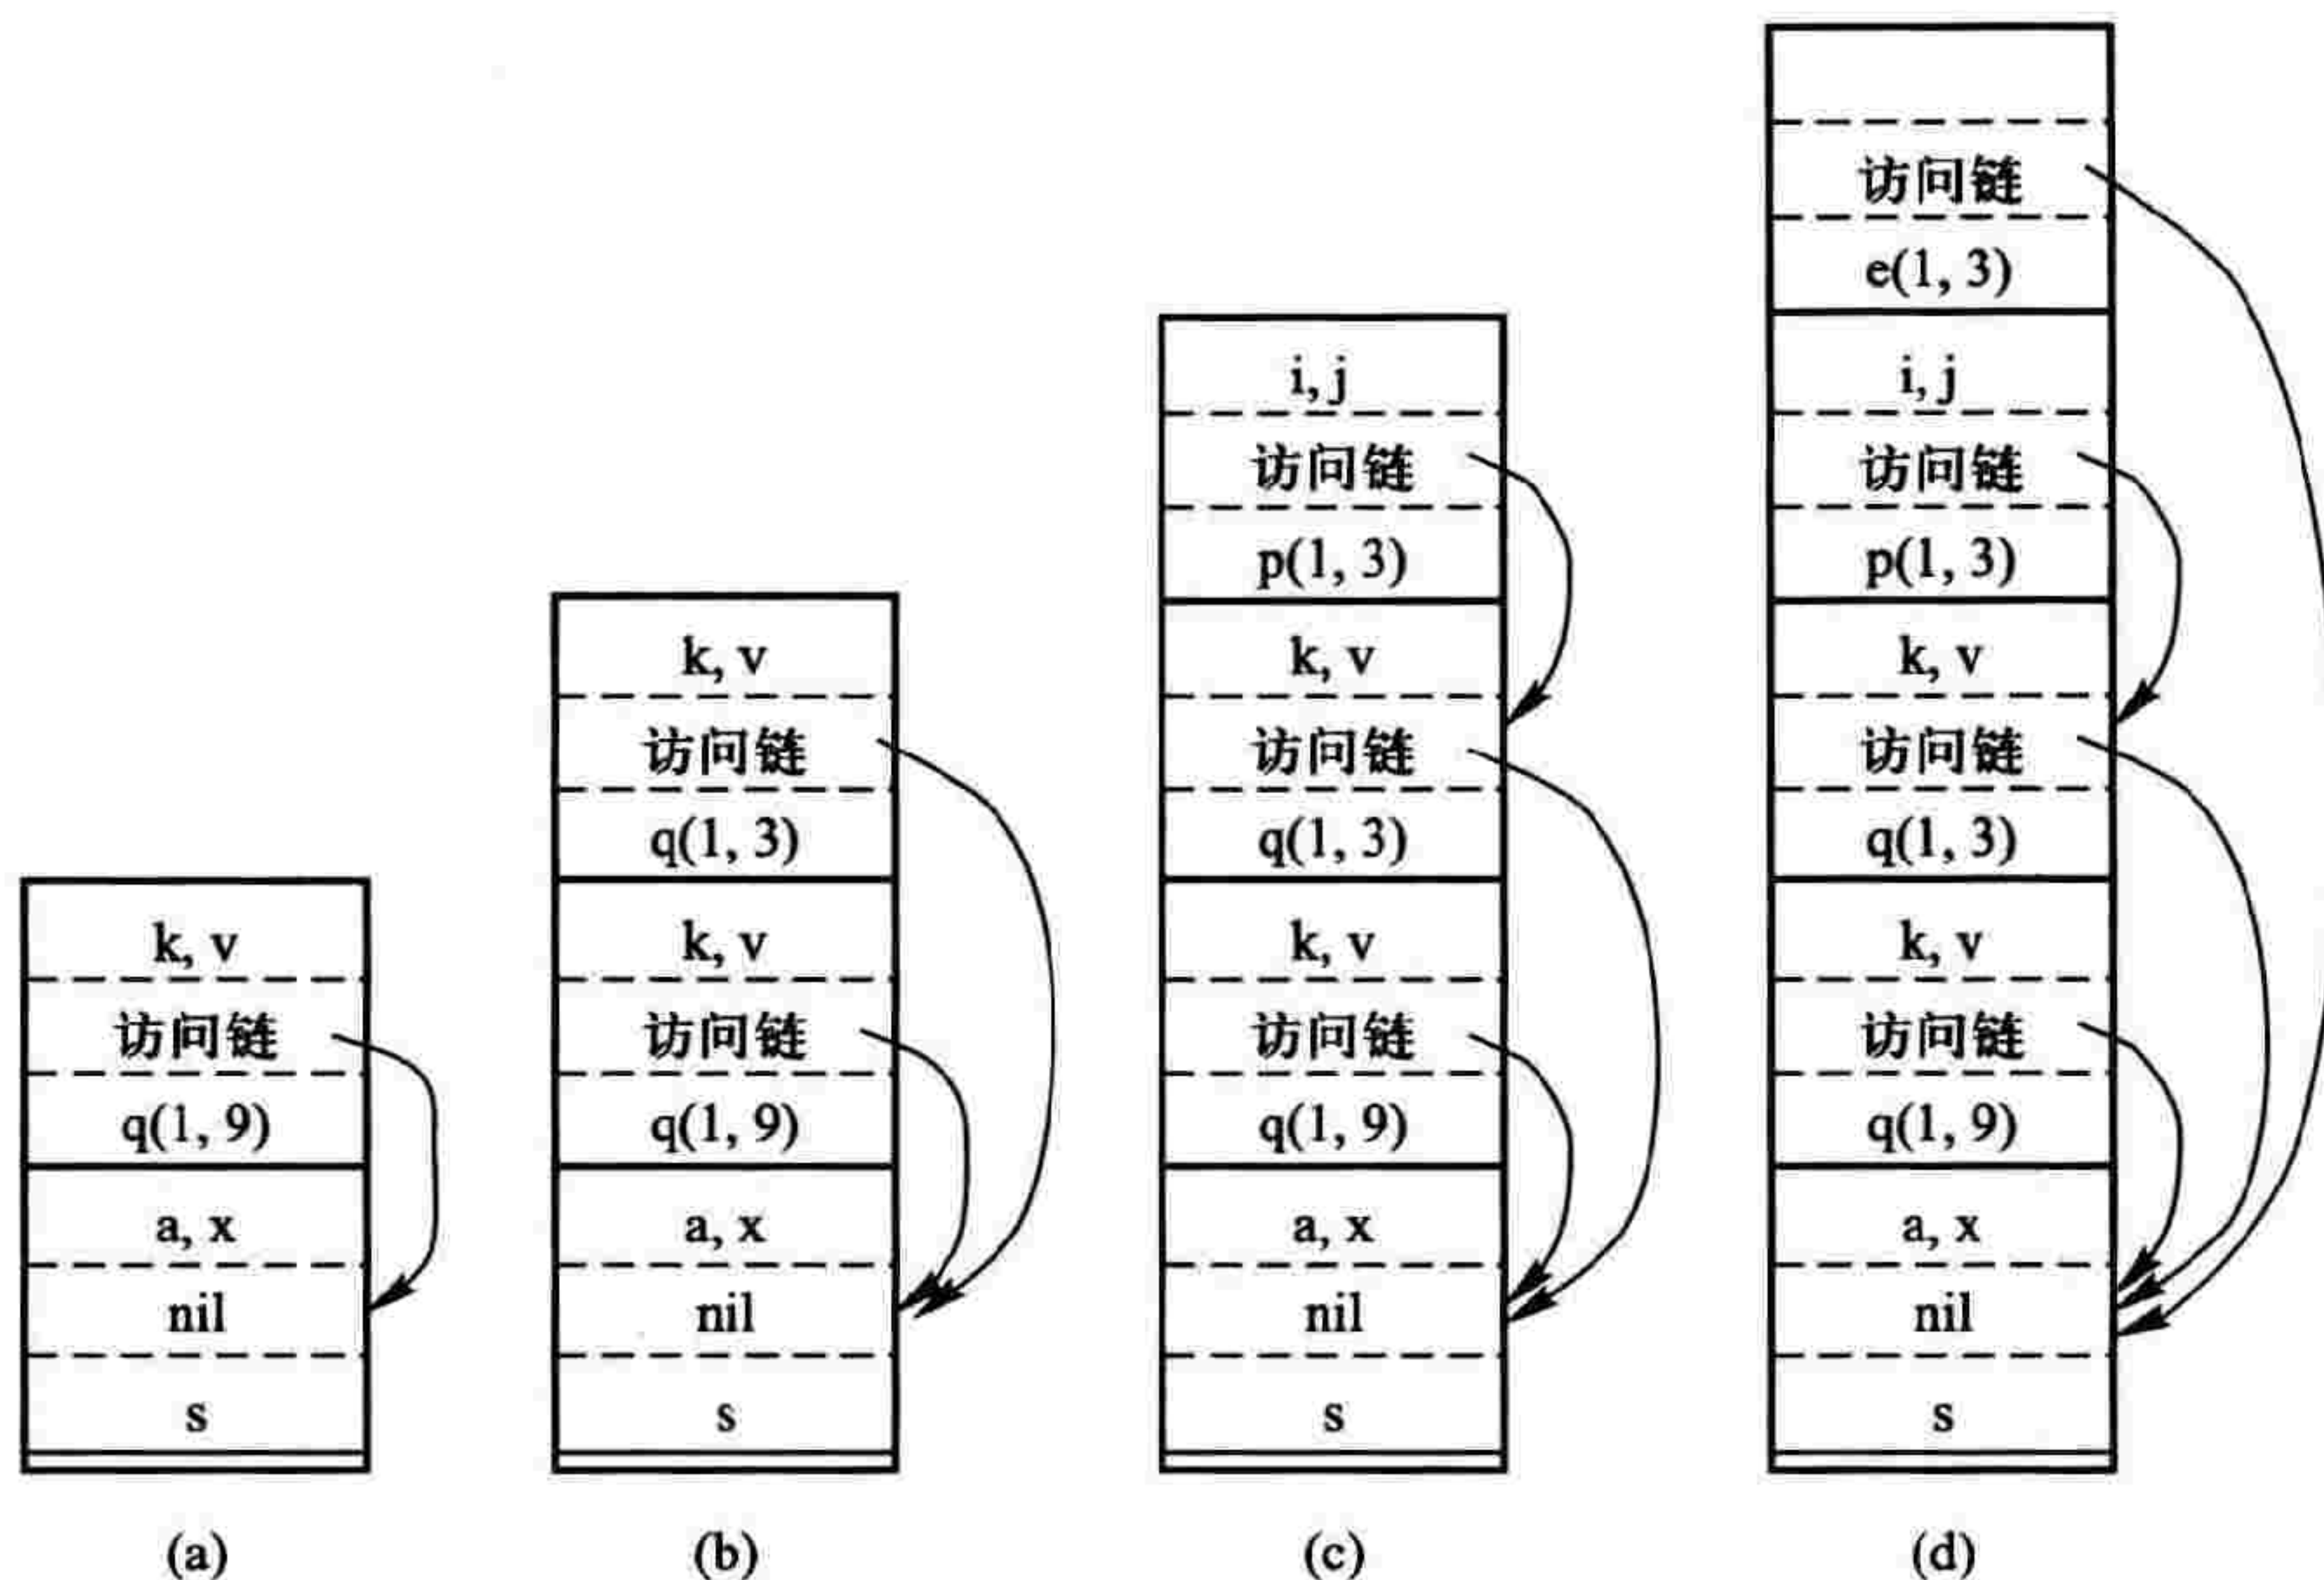 k, v
访问链
q(1, 9)
a, x
nil
s
(a)
k, v
访问链
q(1, 3)
k, v
访问链
q(1, 9)
a, x
nil
s
(b)
i, j
访问链
p(1, 3)
k, v
访问链
q(1, 3)
k, v
访问链
q(1, 9)
a, x
nil
s
(c)
访问链
e(1, 3)
i, j
访问链
p(1, 3)
k, v
访问链
q(1, 3)
k, v
访问链
q(1, 9)
a, x
nil
s
(d)